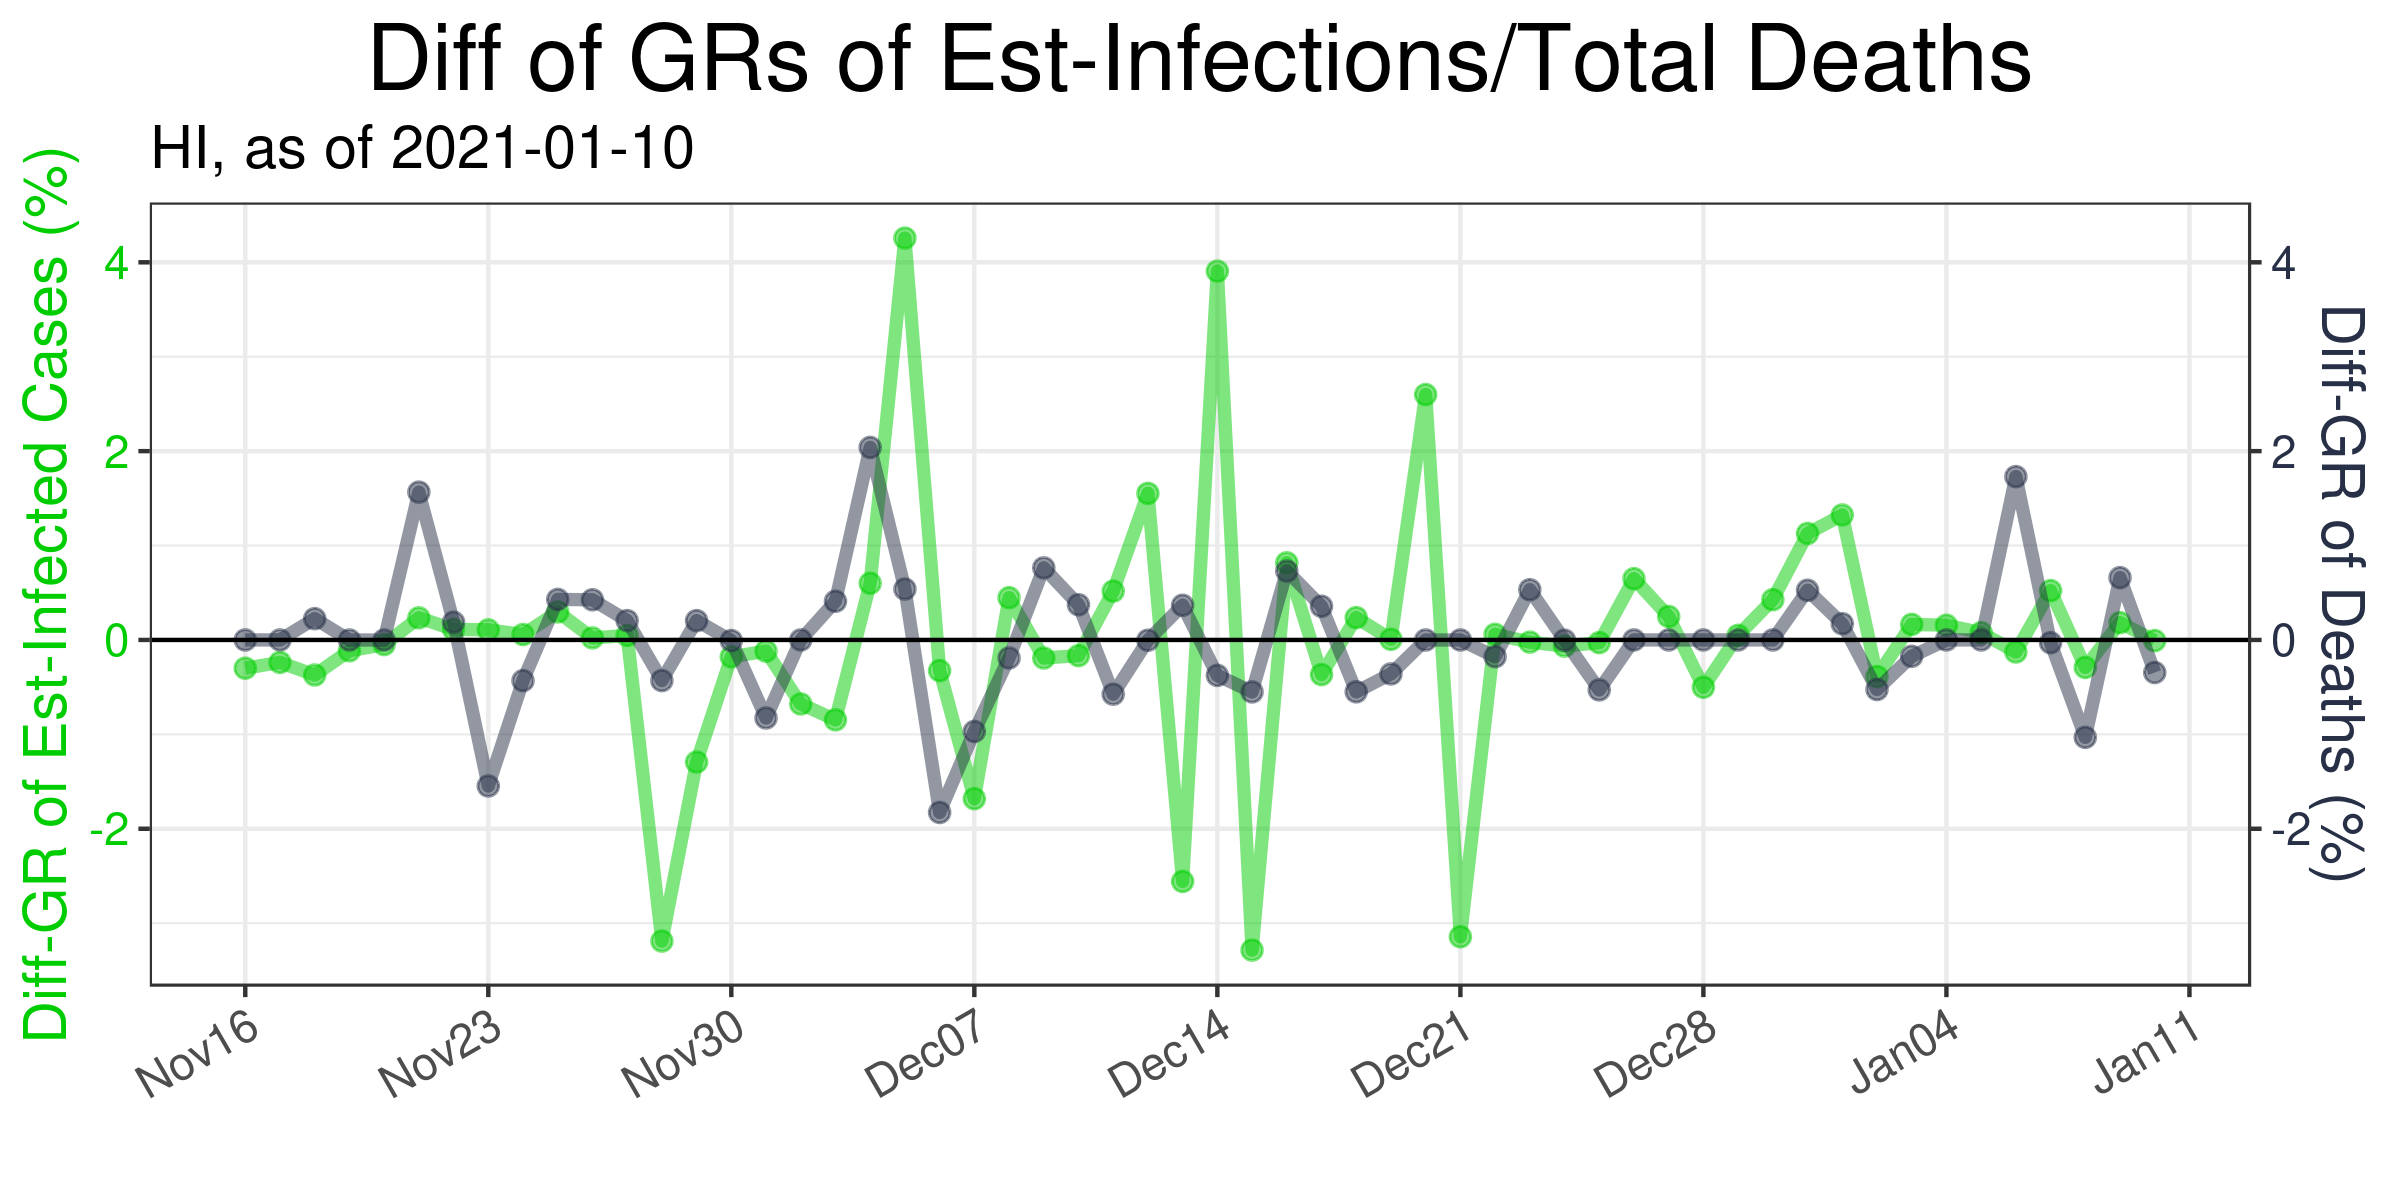 Diff of GRs of Est-Infections/Total Deaths
HI, as of 2021-01-10
Diff-GR of Est-Infected Cases (%)
4
2
0
-2
4
2
0
-2
Diff-GR of Deaths (%)
Nov16
Nov23
Nov30
Dec07
Dec14
Dec21
Dec28
Jan04
Jan11